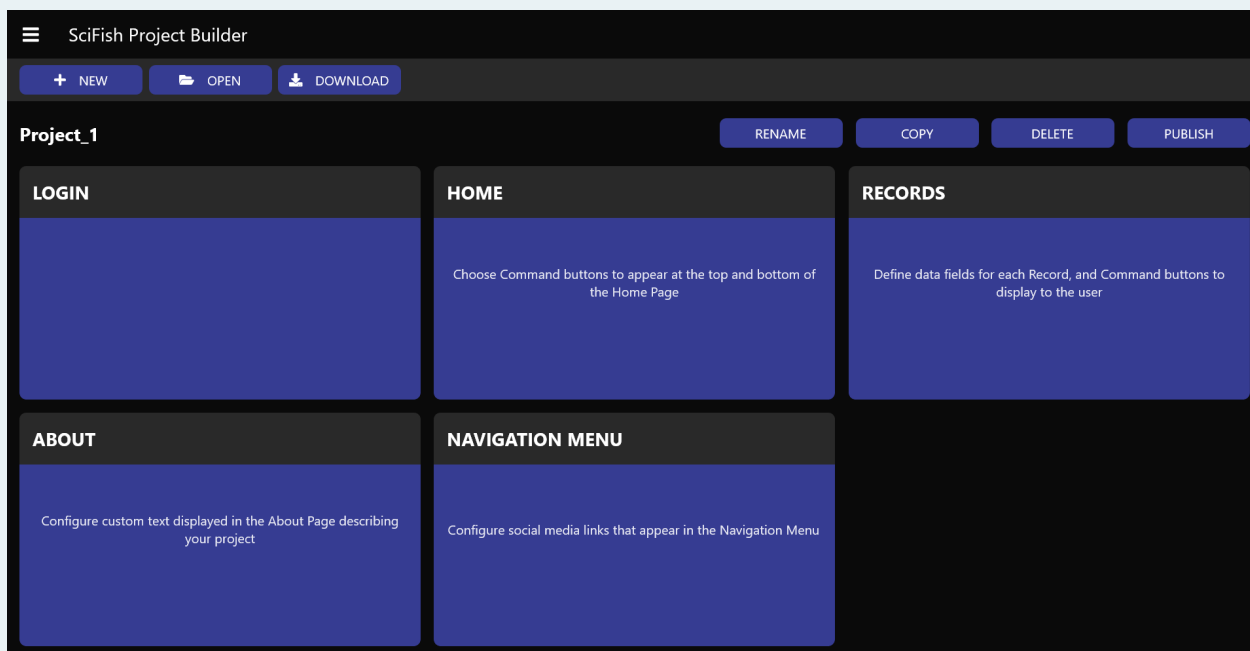 SciFish Project Builder
NEW OPEN DOWNLOAD
Project_1 RENAME COPY DELETE PUBLISH
LOGIN
HOME
Choose Command buttons to appear at the top and bottom of
the Home Page
RECORDS
Define data fields for each Record, and Command buttons to
display to the user
ABOUT
Configure custom text displayed in the About Page describing
your project
NAVIGATION MENU
Configure social media links that appear in the Navigation Menu